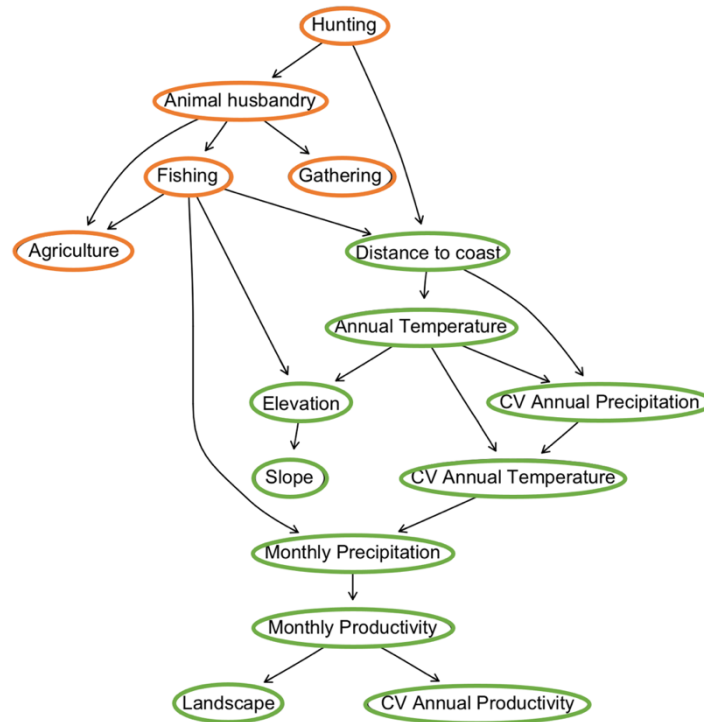 Hunting
Animal husbandry
Fishing
Gathering
Agriculture
Distance to coast
Annual Temperature
Elevation
CV Annual Precipitation
Slope
CV Annual Temperature
Monthly Precipitation
Monthly Productivity
Landscape
CV Annual Productivity